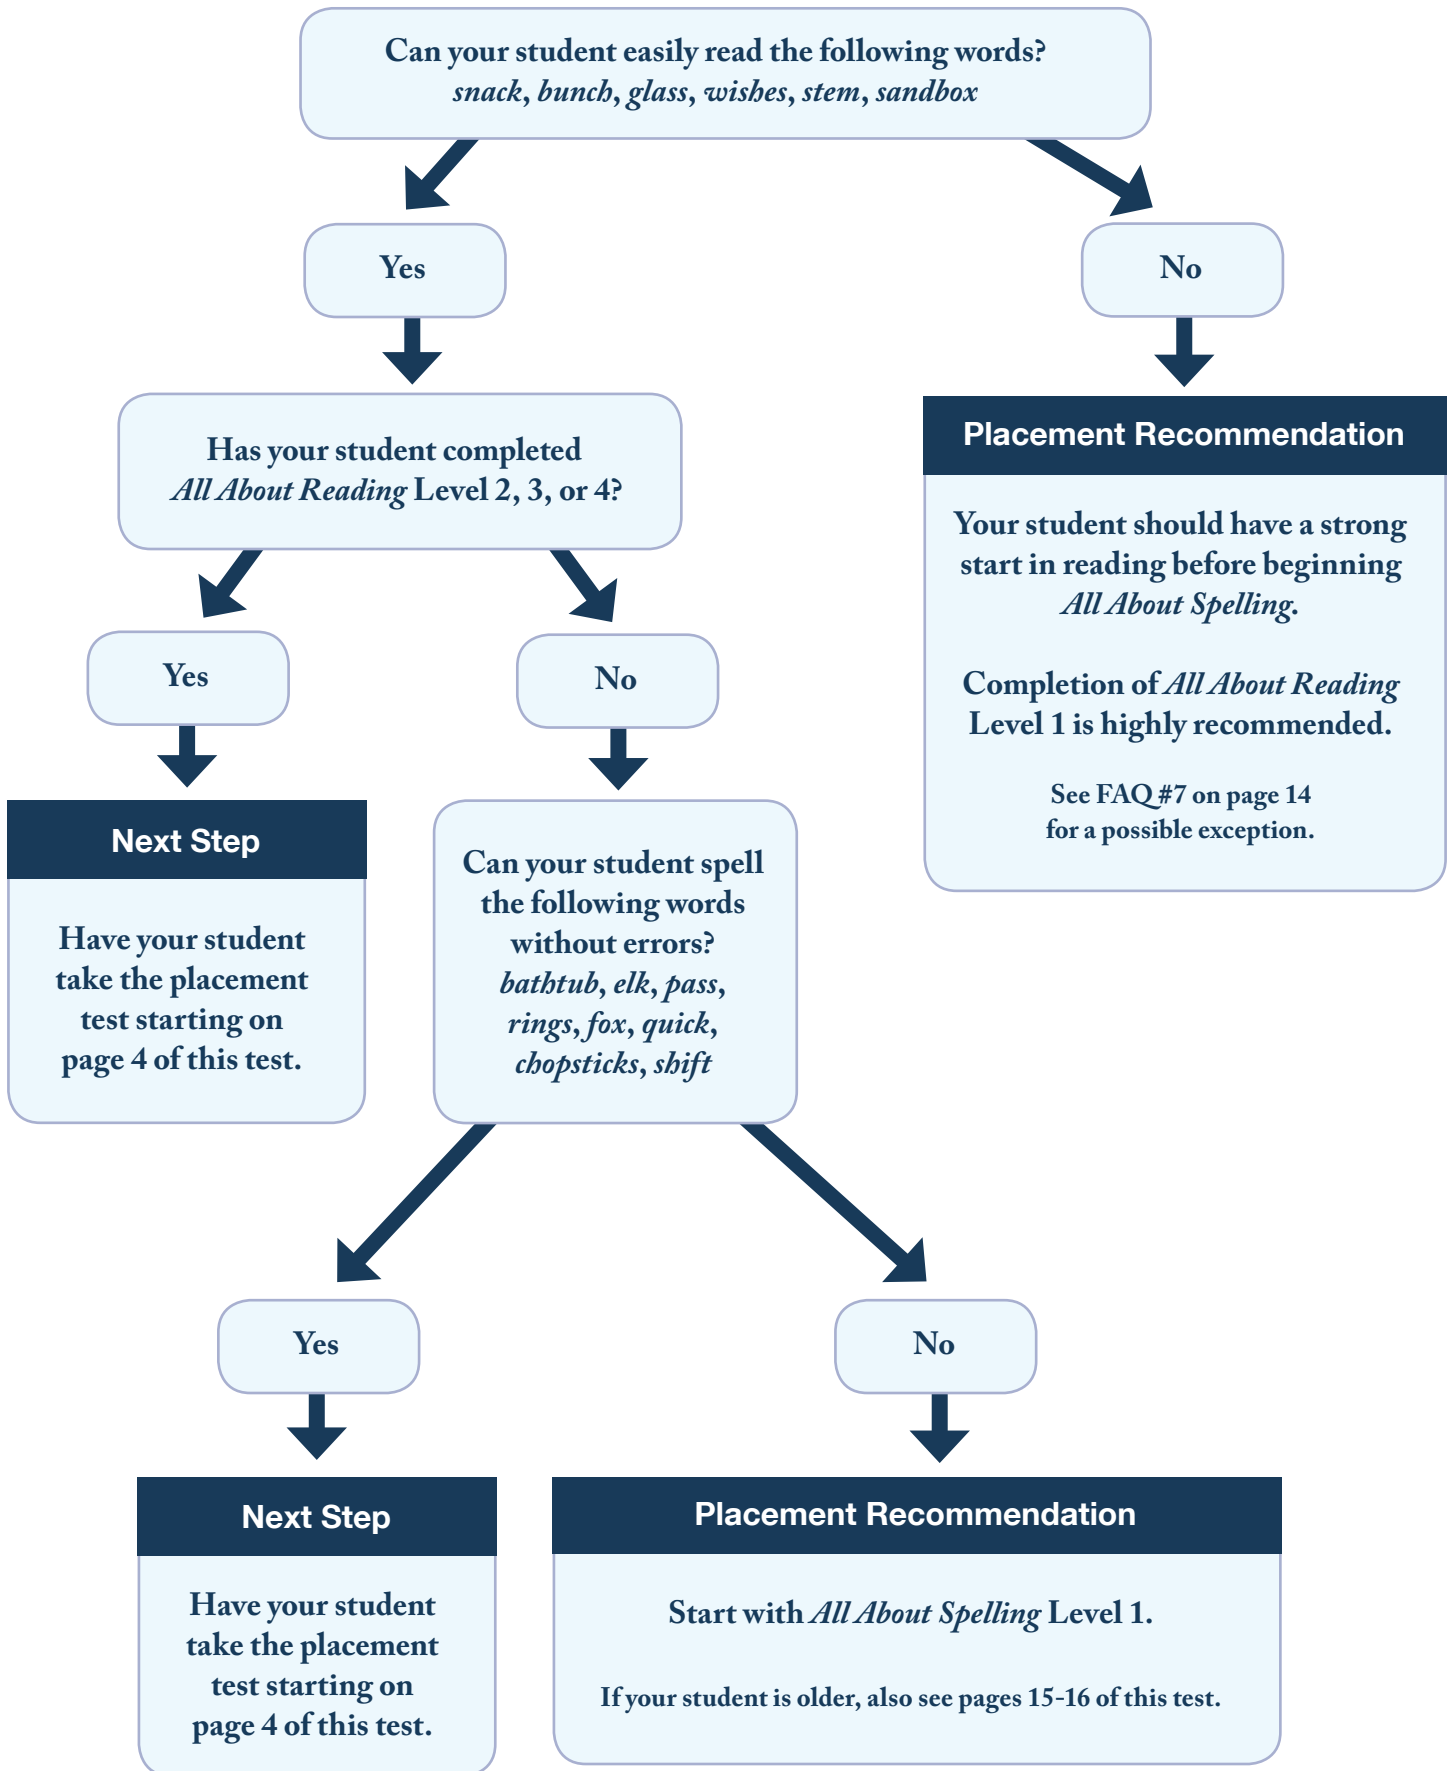 Can your student easily read the following words?
snack, bunch, glass, wishes, stem, sandbox
Yes
No
Has your student completed
All About Reading Level 2, 3, or 4?
Placement Recommendation
Your student should have a strong
start in reading before beginning
All About Spelling.
Completion of All About Reading
Level 1 is highly recommended.
See FAQ #7 on page 14
for a possible exception.
Yes
No
Next Step
Have your student
take the placement
test starting on
page 4 of this test.
Can your student spell
the following words
without errors?
bathtub, elk, pass,
rings, fox, quick,
chopsticks, shift
Yes
No
Next Step
Have your student
take the placement
test starting on
page 4 of this test.
Placement Recommendation
Start with All About Spelling Level 1.
If your student is older, also see pages 15-16 of this test.